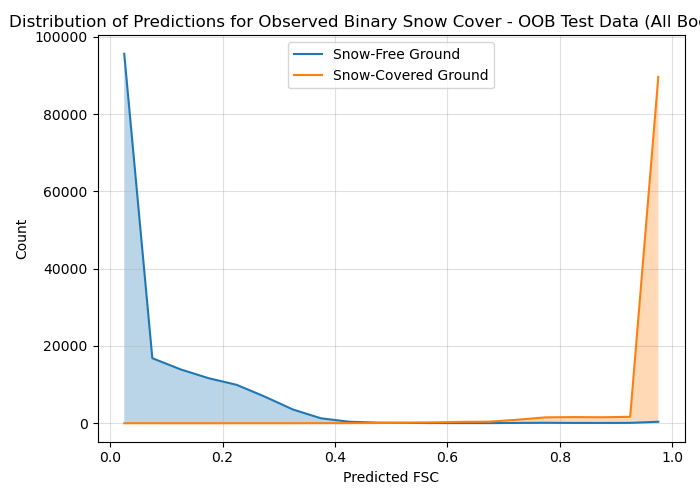 Distribution of Predictions for Observed Binary Snow Cover - OOB Test Data (All
100000
80000
60000
40000
20000
0
Count
Snow-Free Ground
Snow-Covered Ground
0.0 0.2 0.4 0.6 0.8 1.0
Predicted FSC